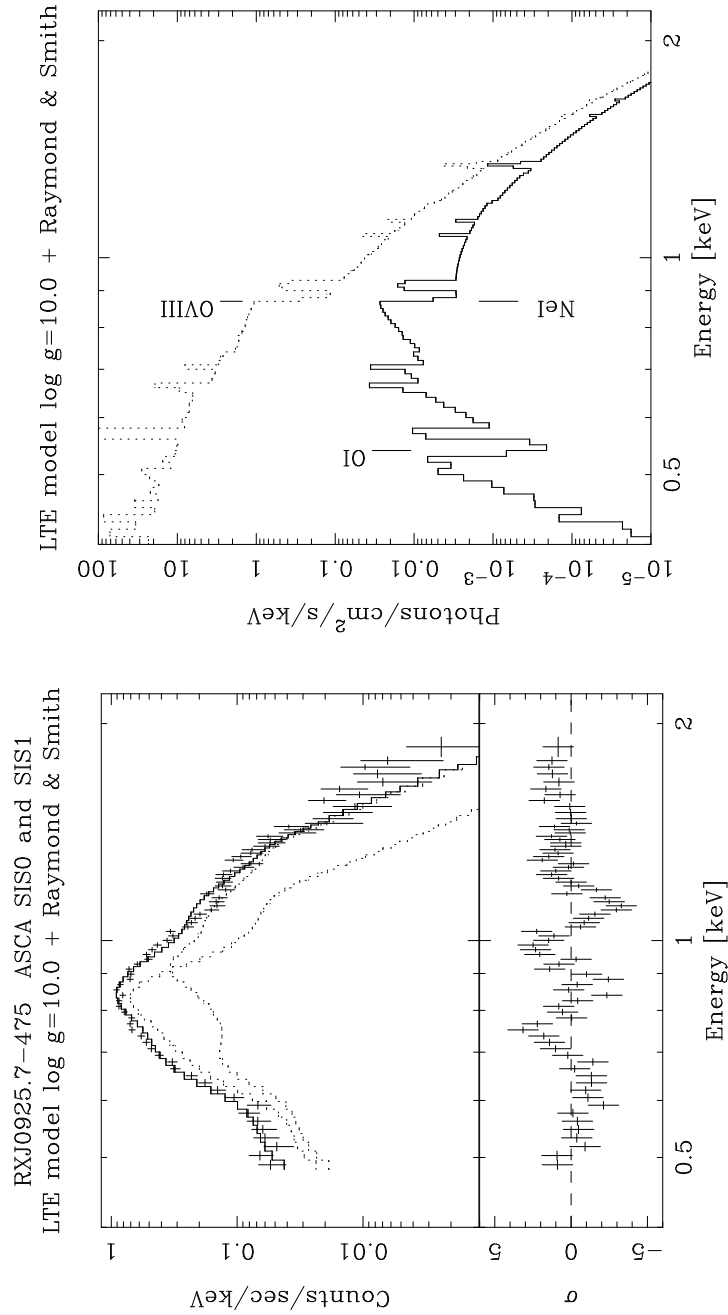 LTE model log g=10.0 + Raymond & Smith
100
10
1
0.1
0.01
10⁻³
10⁻⁴
10⁻⁵
Photons/cm²/s/keV
OVIII
OI
NeI
0.5
1
2
Energy [keV]
RXJ0925.7-475 ASCA SIS0 and SIS1
LTE model log g=10.0 + Raymond & Smith
1
0.1
0.01
Counts/sec/keV
5
0
-5
σ
0.5
1
2
Energy [keV]